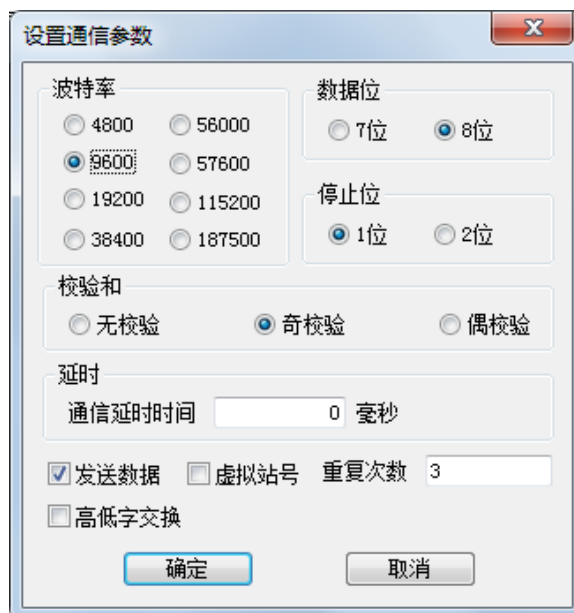 设置通信参数
波特率
4800 56000
9600 57600
19200 115200
38400 187500
数据位
7位 8位
停止位
1位 2位
校验和
无校验 奇校验 偶校验
延时
通信延时时间 0 毫秒
发送数据 虚拟站号 重复次数 3
高低字交换
确定 取消